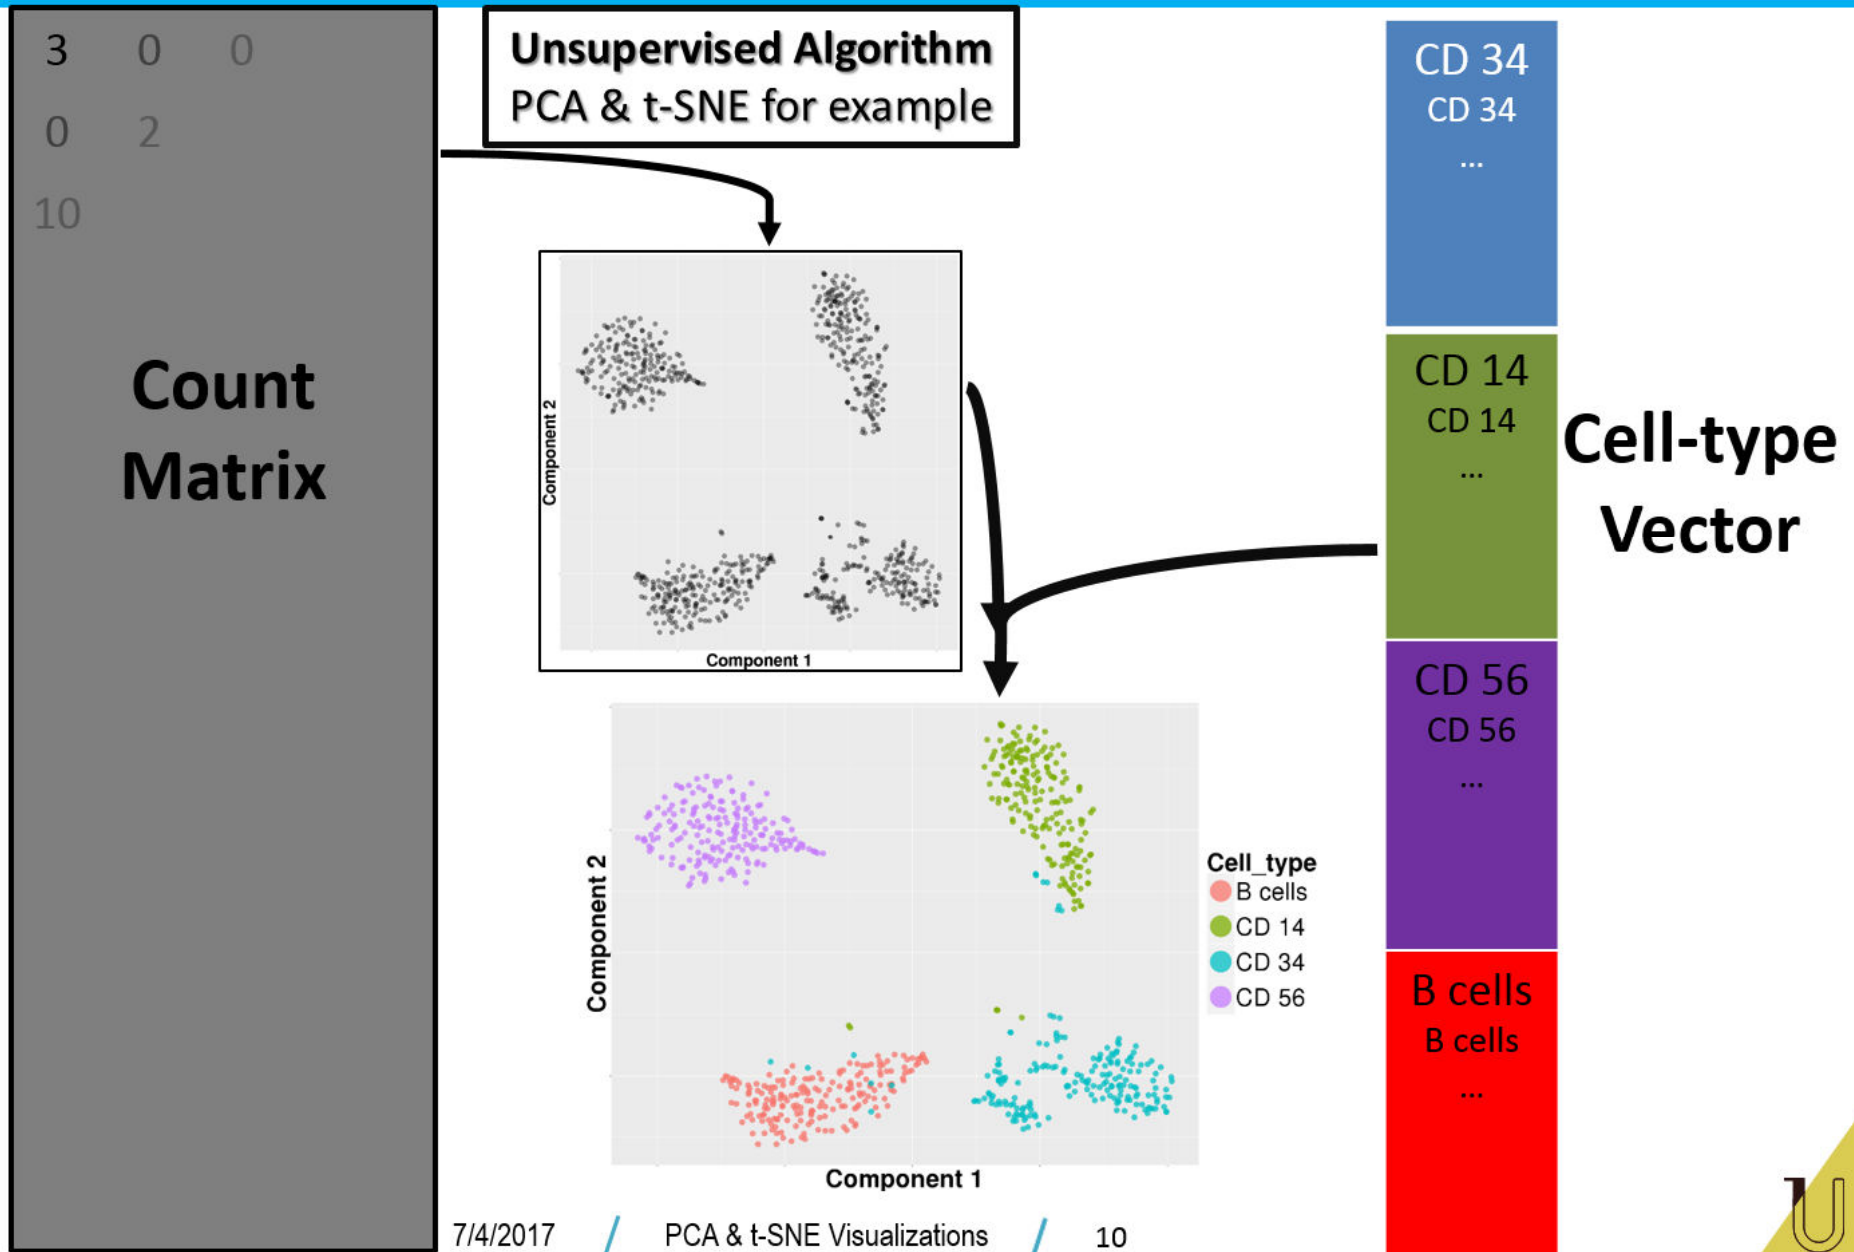 3 0 0
0 2
10
Count
Matrix
Unsupervised Algorithm
PCA & t-SNE for example
Component 2
Component 1
Component 2
Component 1
Cell_type
B cells
CD 14
CD 34
CD 56
CD 34
CD 34
...
CD 14
CD 14
...
CD 56
CD 56
...
B cells
B cells
...
Cell-type
Vector
7/4/2017 / PCA & t-SNE Visualizations / 10
U